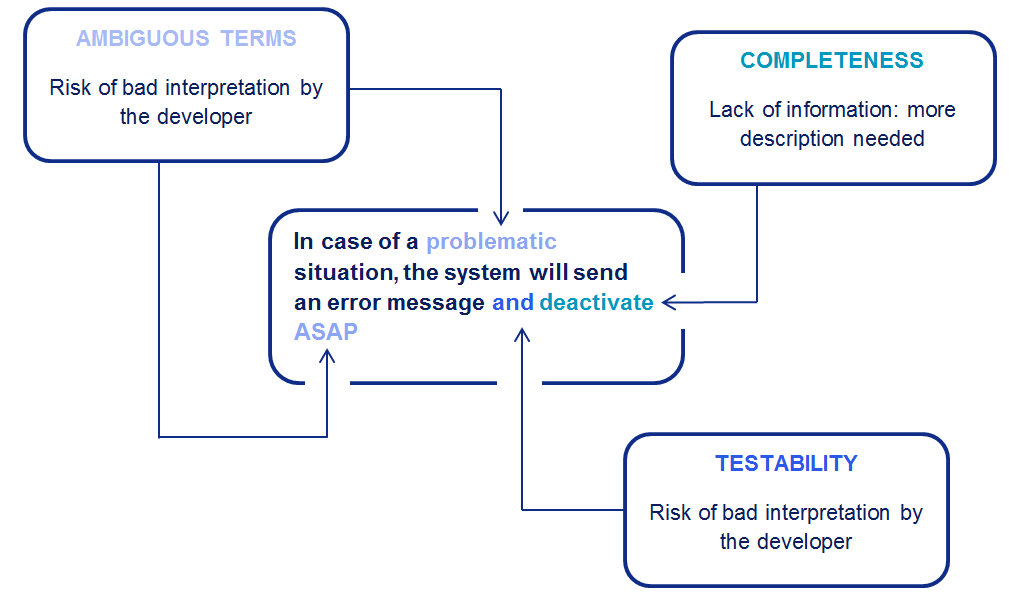 AMBIGUOUS TERMS
Risk of bad interpretation by
the developer
COMPLETENESS
Lack of information: more
description needed
In case of a problematic
situation, the system will send
an error message and deactivate
ASAP
TESTABILITY
Risk of bad interpretation by
the developer